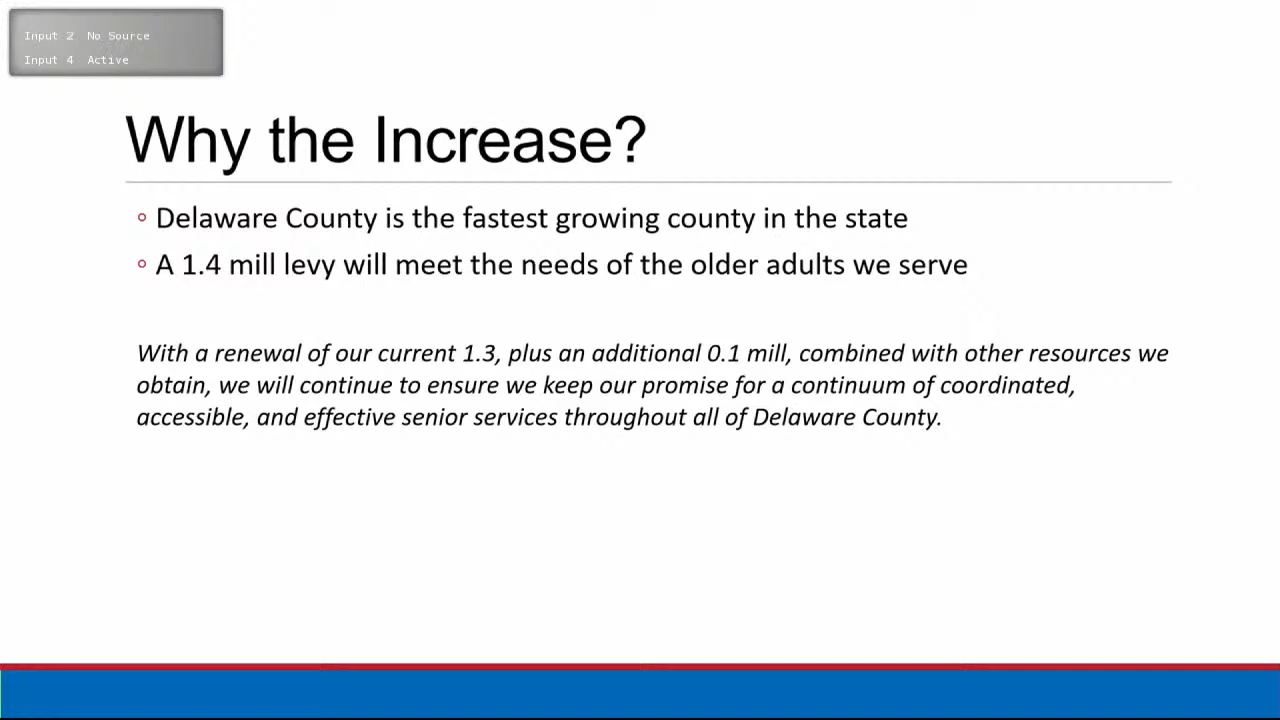 Input 2  No Source
Input 4  Active
Why the Increase?
◦ Delaware County is the fastest growing county in the state
◦ A 1.4 mill levy will meet the needs of the older adults we serve
With a renewal of our current 1.3, plus an additional 0.1 mill, combined with other resources we
obtain, we will continue to ensure we keep our promise for a continuum of coordinated,
accessible, and effective senior services throughout all of Delaware County.